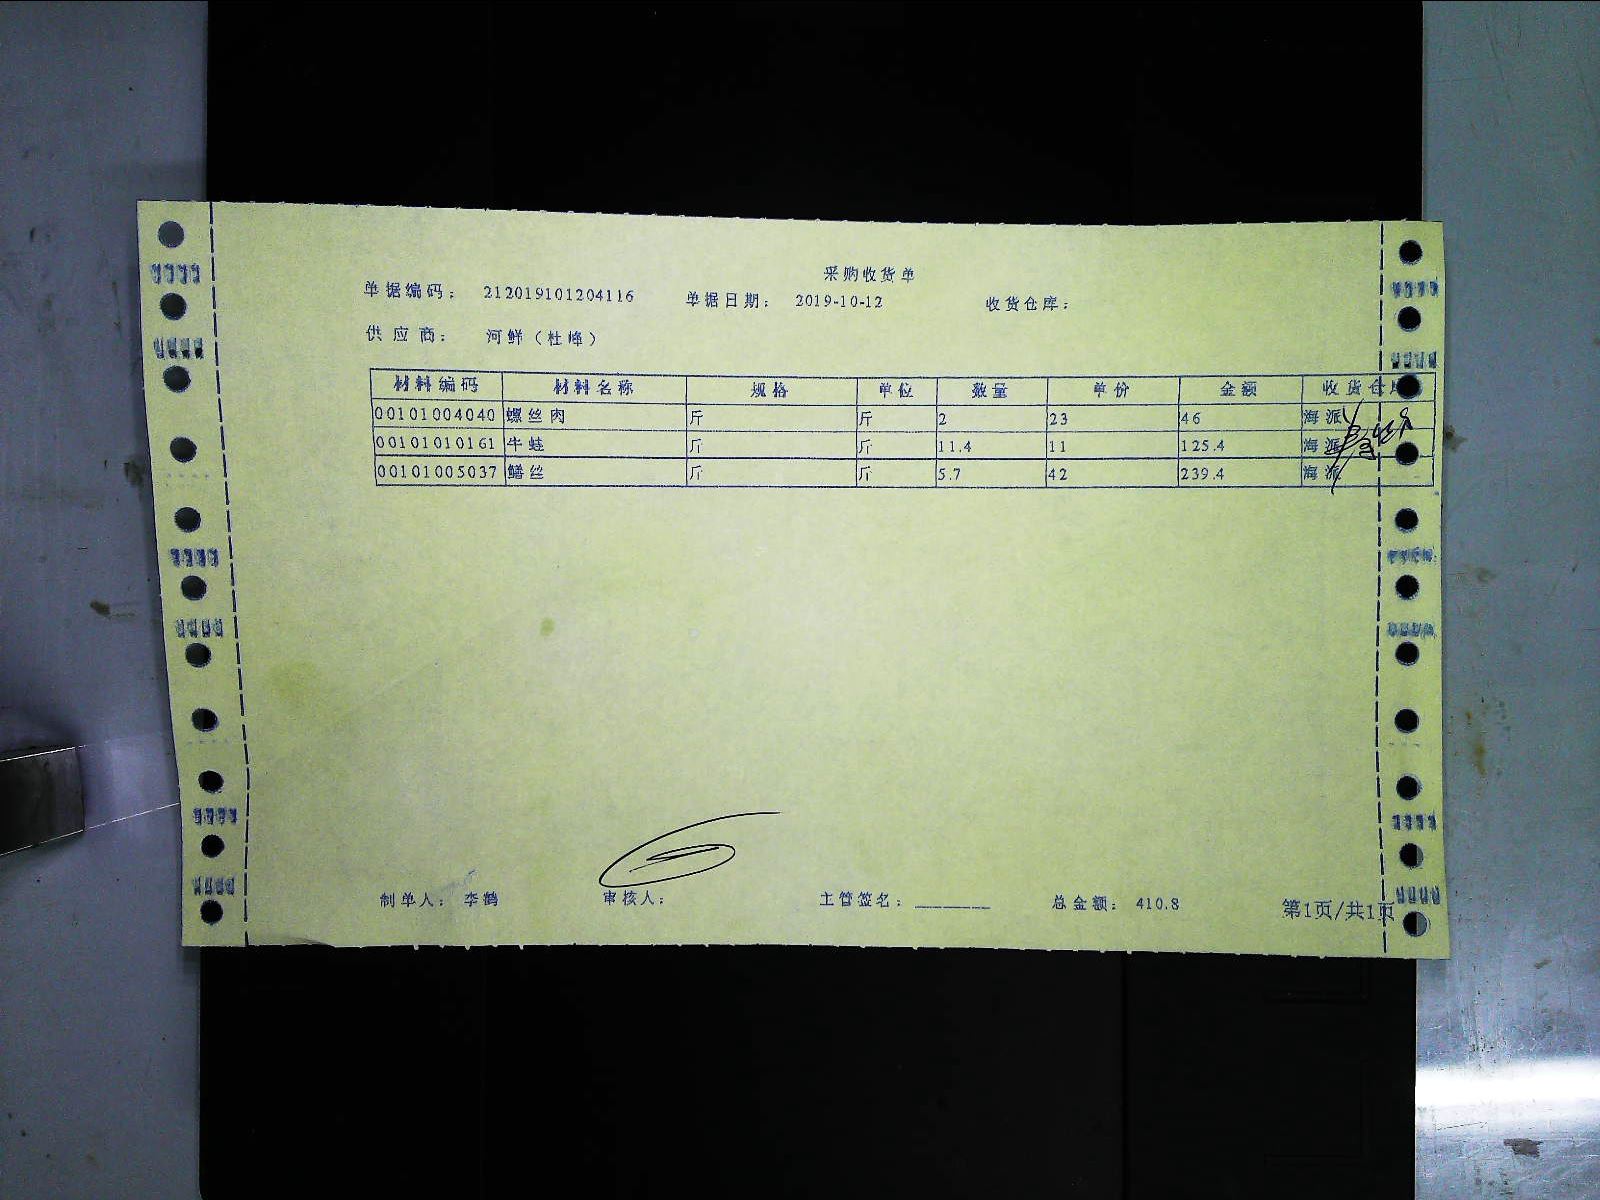 采购收货单
单据编码： 212019101204116 单据日期： 2019-10-12 收货仓库：
供应商： 河鲜（杜峰）
材料编码 材料名称 规格 单位 数量 单价 金额 收货仓库
00101004040 螺丝肉 斤 斤 2 23 46 海派
00101010161 牛蛙 斤 斤 11.4 11 125.4 海派
00101005037 鳝丝 斤 斤 5.7 42 239.4 海派
制单人： 李鹤 审核人： 主管签名： 总金额： 410.8 第1页/共1页